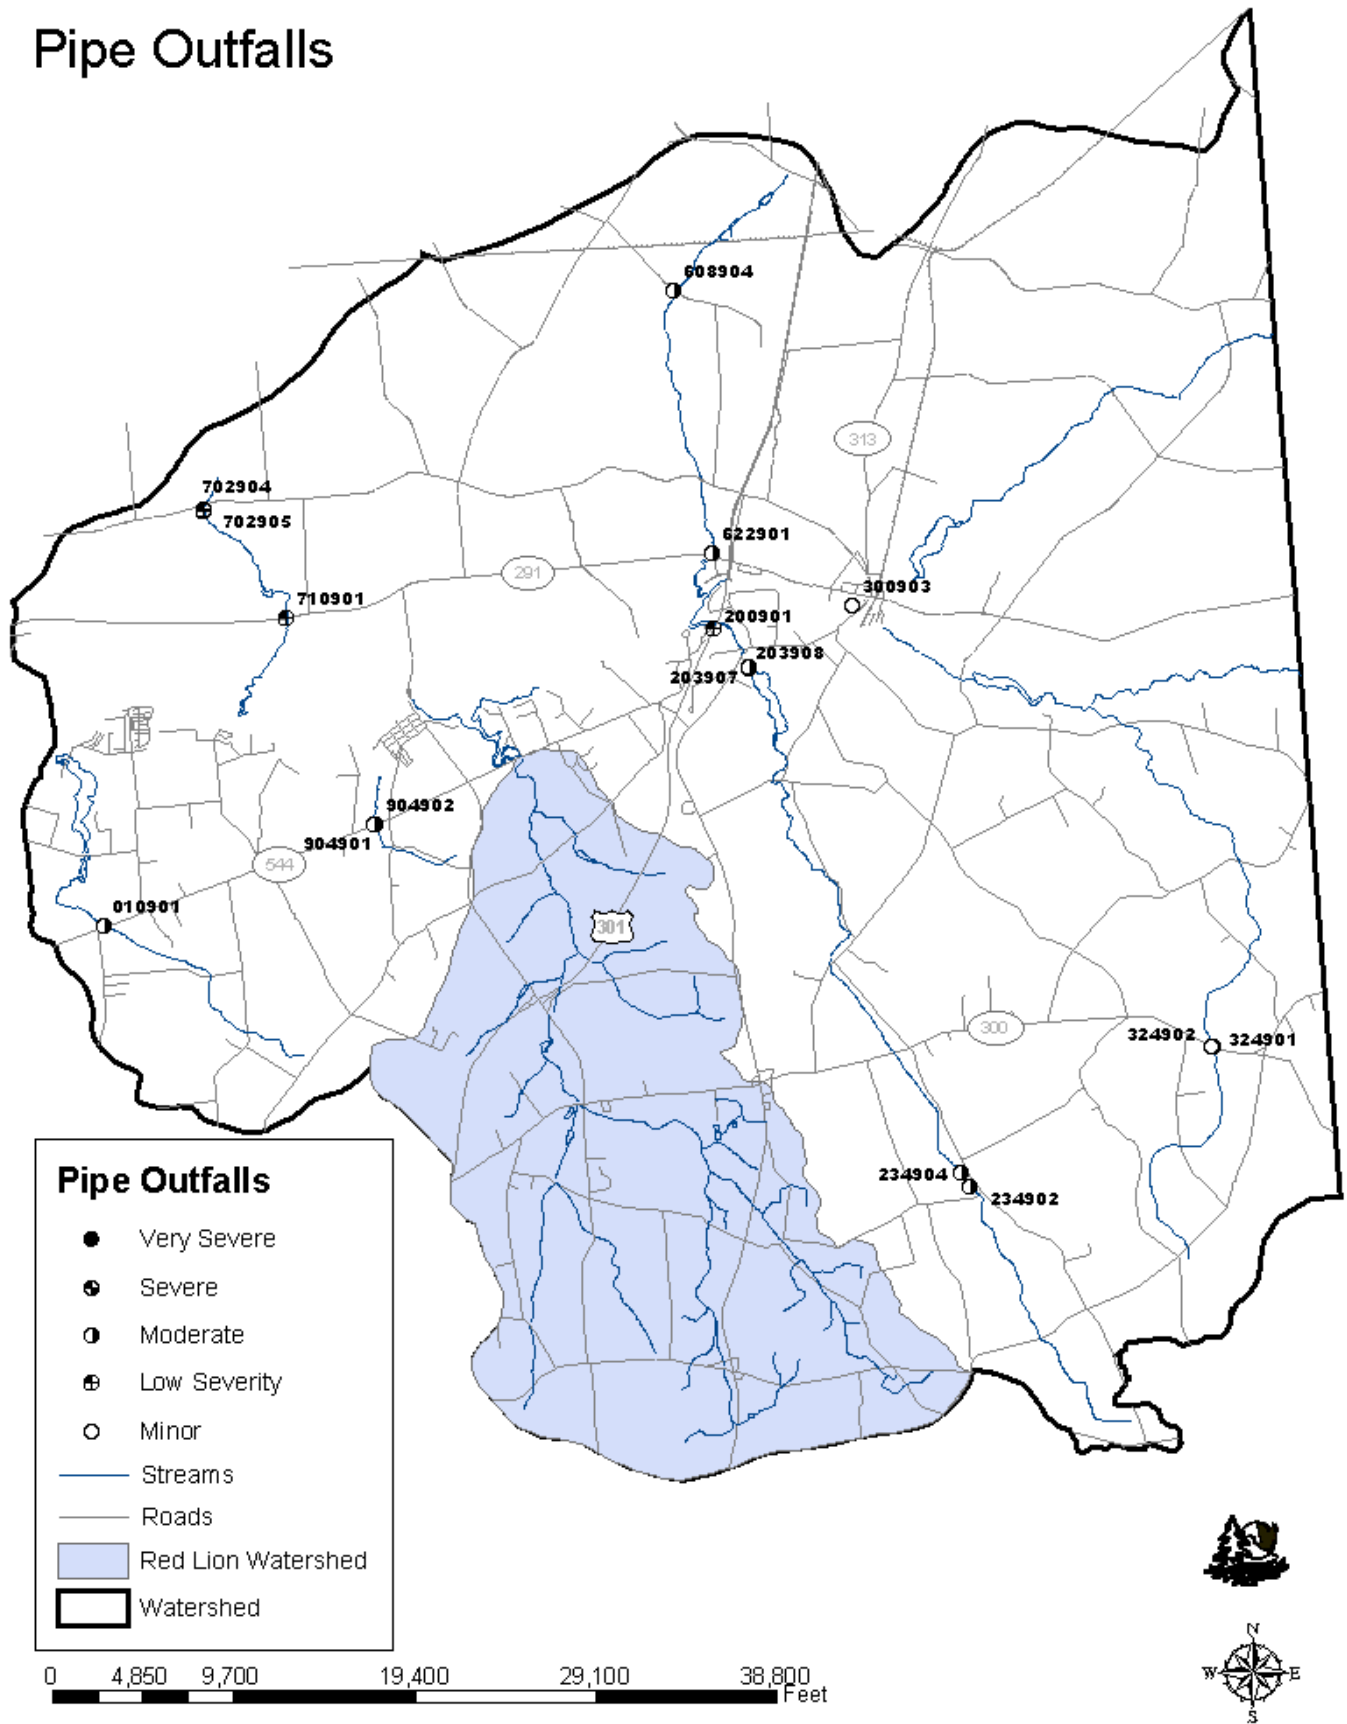 Pipe Outfalls
608904
313
702904
702905
622901
291
300903
710901
200901
203908
203907
904902
904901
544
010901
301
300
324902
324901
234904
234902
Pipe Outfalls
Very Severe
Severe
Moderate
Low Severity
Minor
Streams
Roads
Red Lion Watershed
Watershed
0 4,850 9,700 19,400 29,100 38,800
Feet
N
W E
S